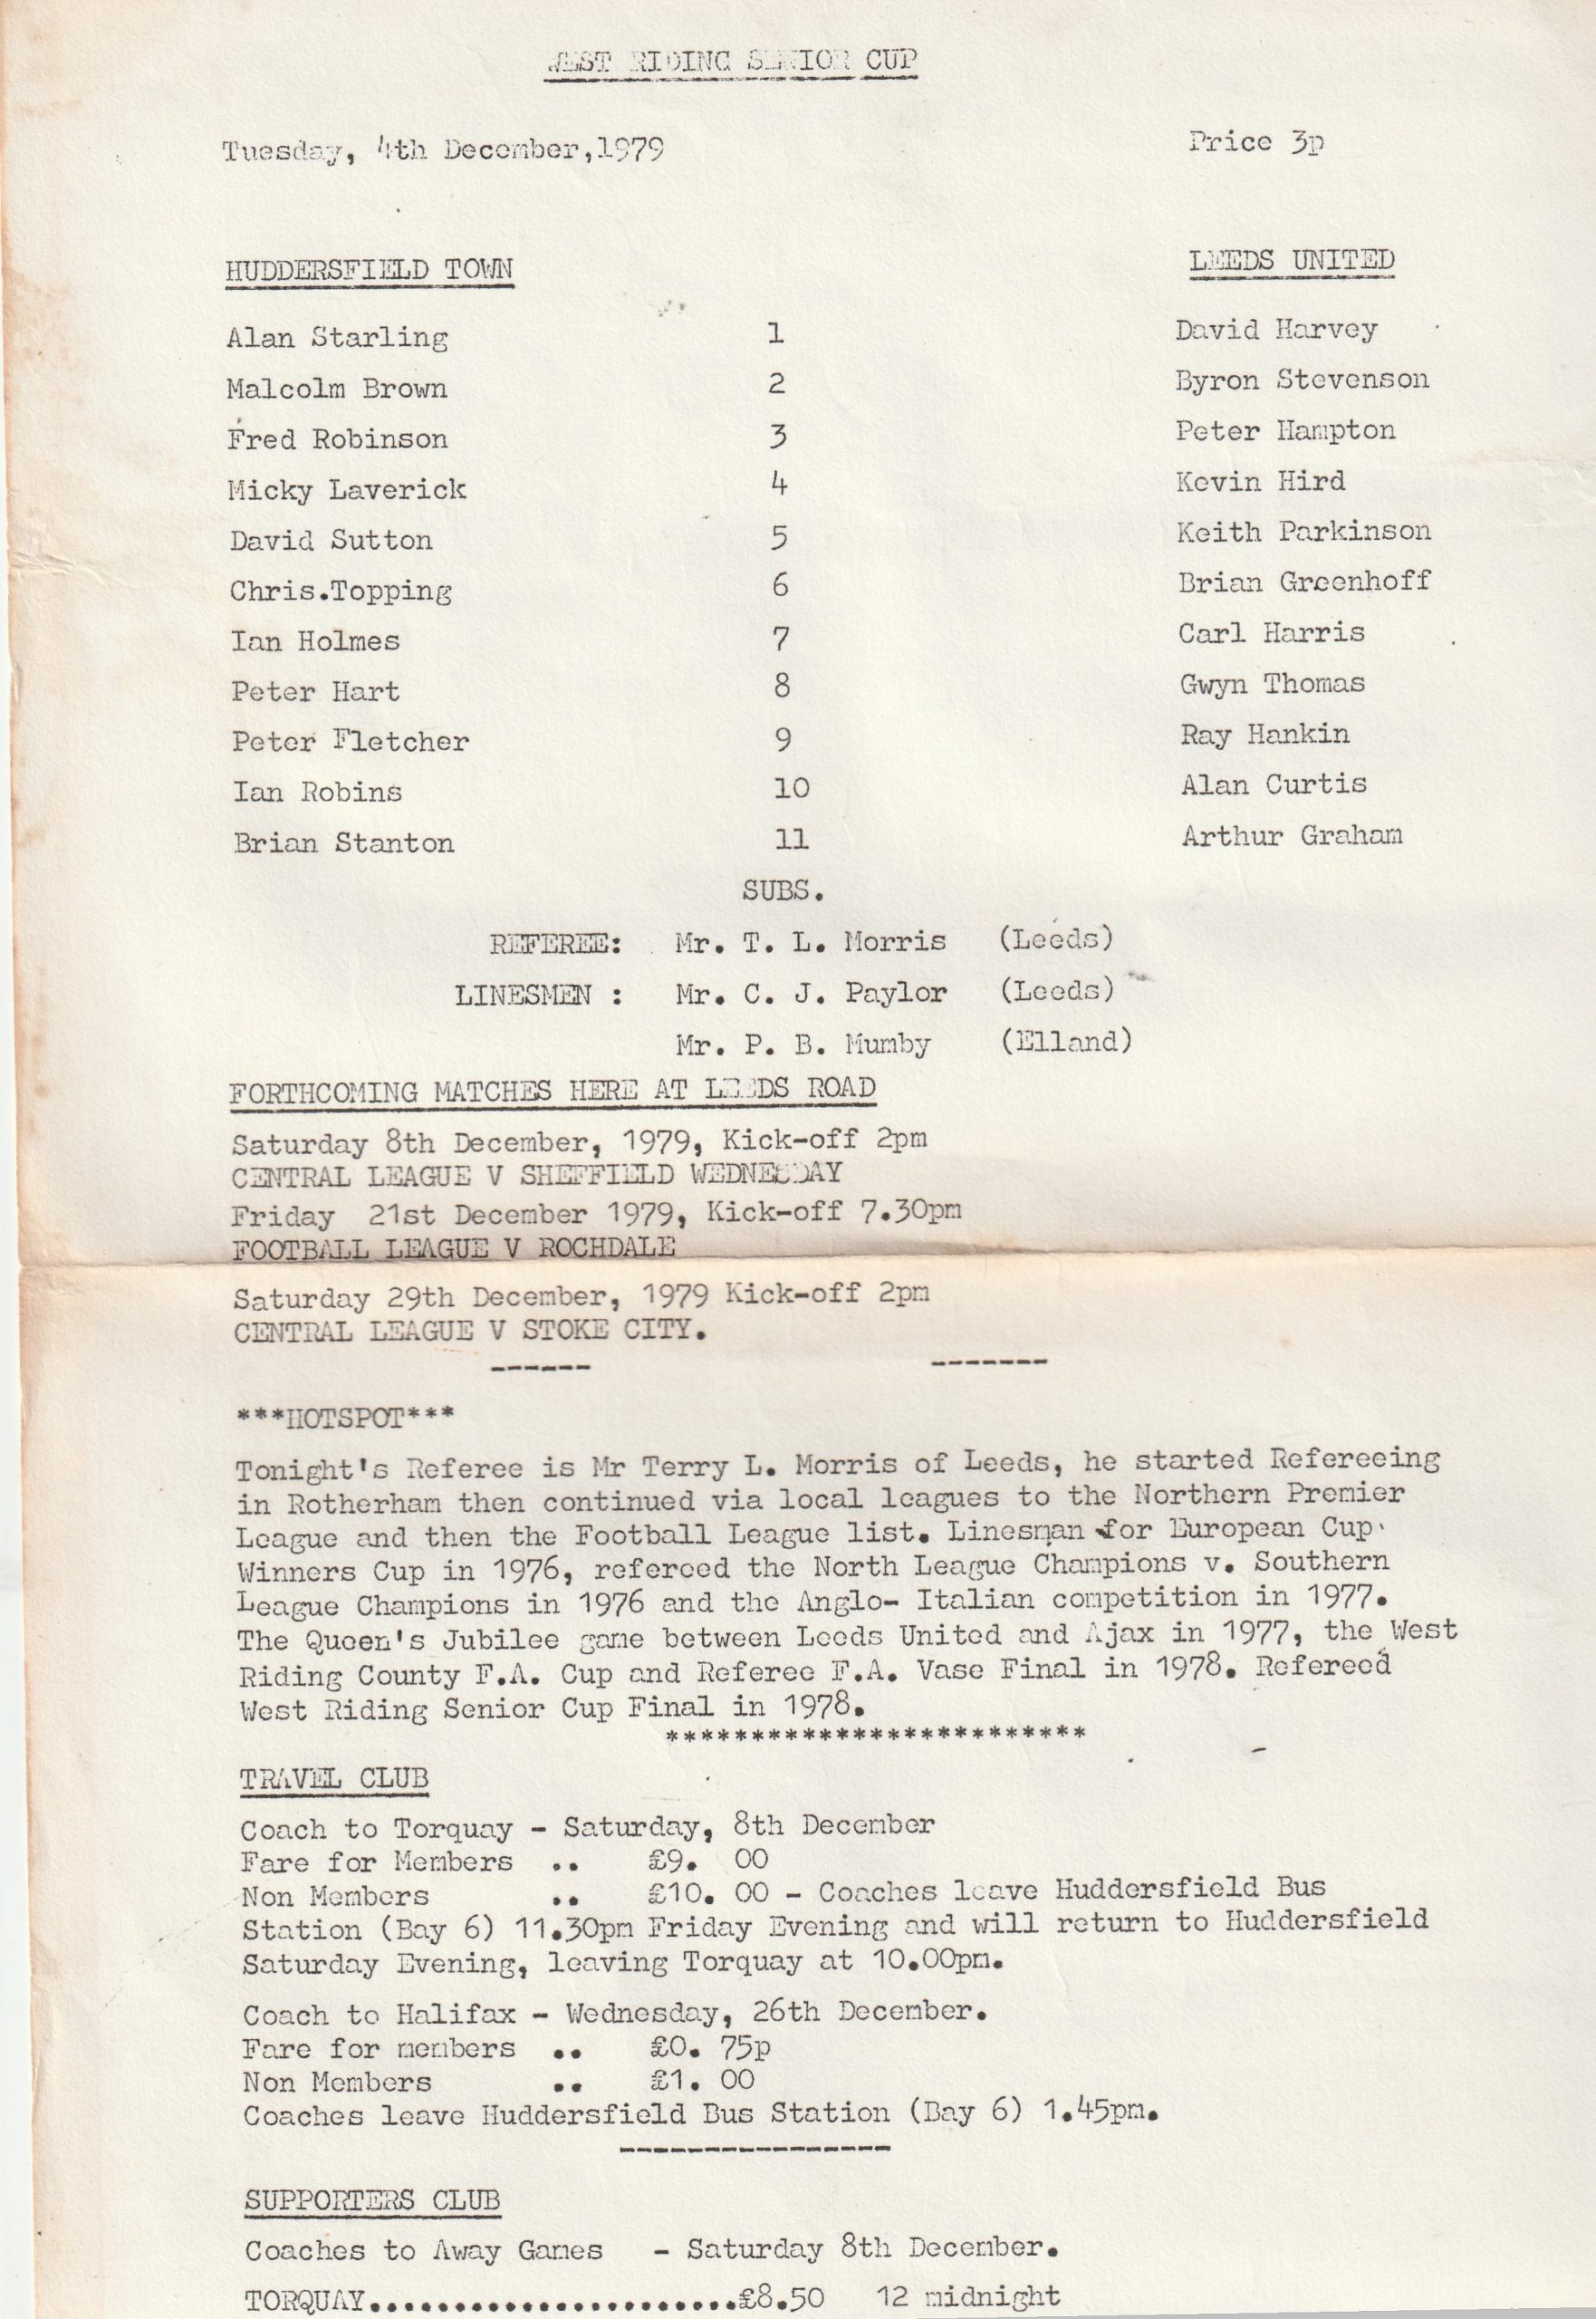 WEST RIDING SENIOR CUP
Tuesday, 4th December,1979 Price 3p
HUDDERSFIELD TOWN LEEDS UNITED
Alan Starling 1 David Harvey
Malcolm Brown 2 Byron Stevenson
Fred Robinson 3 Peter Hampton
Micky Laverick 4 Kevin Hird
David Sutton 5 Keith Parkinson
Chris.Topping 6 Brian Greenhoff
Ian Holmes 7 Carl Harris
Peter Hart 8 Gwyn Thomas
Peter Fletcher 9 Ray Hankin
Ian Robins 10 Alan Curtis
Brian Stanton 11 Arthur Graham
SUBS.
REFEREE: Mr. T. L. Morris (Leeds)
LINESMEN : Mr. C. J. Paylor (Leeds)
Mr. P. B. Mumby (Elland)
FORTHCOMING MATCHES HERE AT LEEDS ROAD
Saturday 8th December, 1979, Kick-off 2pm
CENTRAL LEAGUE V SHEFFIELD WEDNESDAY
Friday 21st December 1979, Kick-off 7.30pm
FOOTBALL LEAGUE V ROCHDALE
Saturday 29th December, 1979 Kick-off 2pm
CENTRAL LEAGUE V STOKE CITY.
------ -------
***HOTSPOT***
Tonight's Referee is Mr Terry L. Morris of Leeds, he started Refereeing
in Rotherham then continued via local leagues to the Northern Premier
League and then the Football League list. Linesman for European Cup
Winners Cup in 1976, refereed the North League Champions v. Southern
League Champions in 1976 and the Anglo- Italian competition in 1977.
The Queen's Jubilee game between Leeds United and Ajax in 1977, the West
Riding County F.A. Cup and Referee F.A. Vase Final in 1978. Refereed
West Riding Senior Cup Final in 1978.
*************************
TRAVEL CLUB
Coach to Torquay - Saturday, 8th December
Fare for Members .. £9. 00
Non Members .. £10. 00 - Coaches leave Huddersfield Bus
Station (Bay 6) 11.30pm Friday Evening and will return to Huddersfield
Saturday Evening, leaving Torquay at 10.00pm.
Coach to Halifax - Wednesday, 26th December.
Fare for members .. £0. 75p
Non Members .. £1. 00
Coaches leave Huddersfield Bus Station (Bay 6) 1.45pm.
----------------
SUPPORTERS CLUB
Coaches to Away Games - Saturday 8th December.
TORQUAY......................£8.50 12 midnight